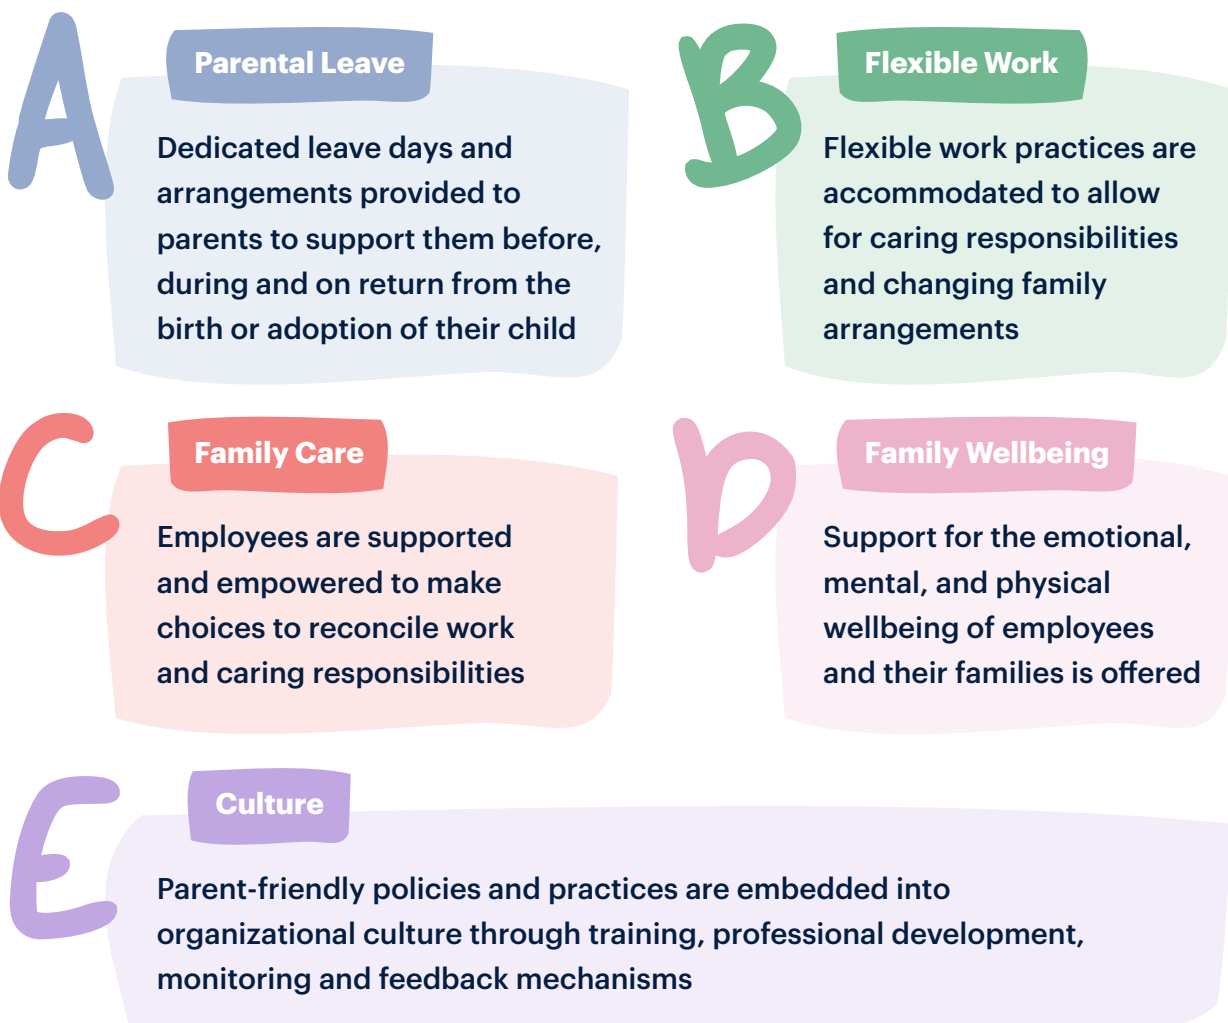 A
Parental Leave
Dedicated leave days and
arrangements provided to
parents to support them before,
during and on return from the
birth or adoption of their child
B
Flexible Work
Flexible work practices are
accommodated to allow
for caring responsibilities
and changing family
arrangements
C
Family Care
Employees are supported
and empowered to make
choices to reconcile work
and caring responsibilities
D
Family Wellbeing
Support for the emotional,
mental, and physical
wellbeing of employees
and their families is offered
E
Culture
Parent-friendly policies and practices are embedded into
organizational culture through training, professional development,
monitoring and feedback mechanisms